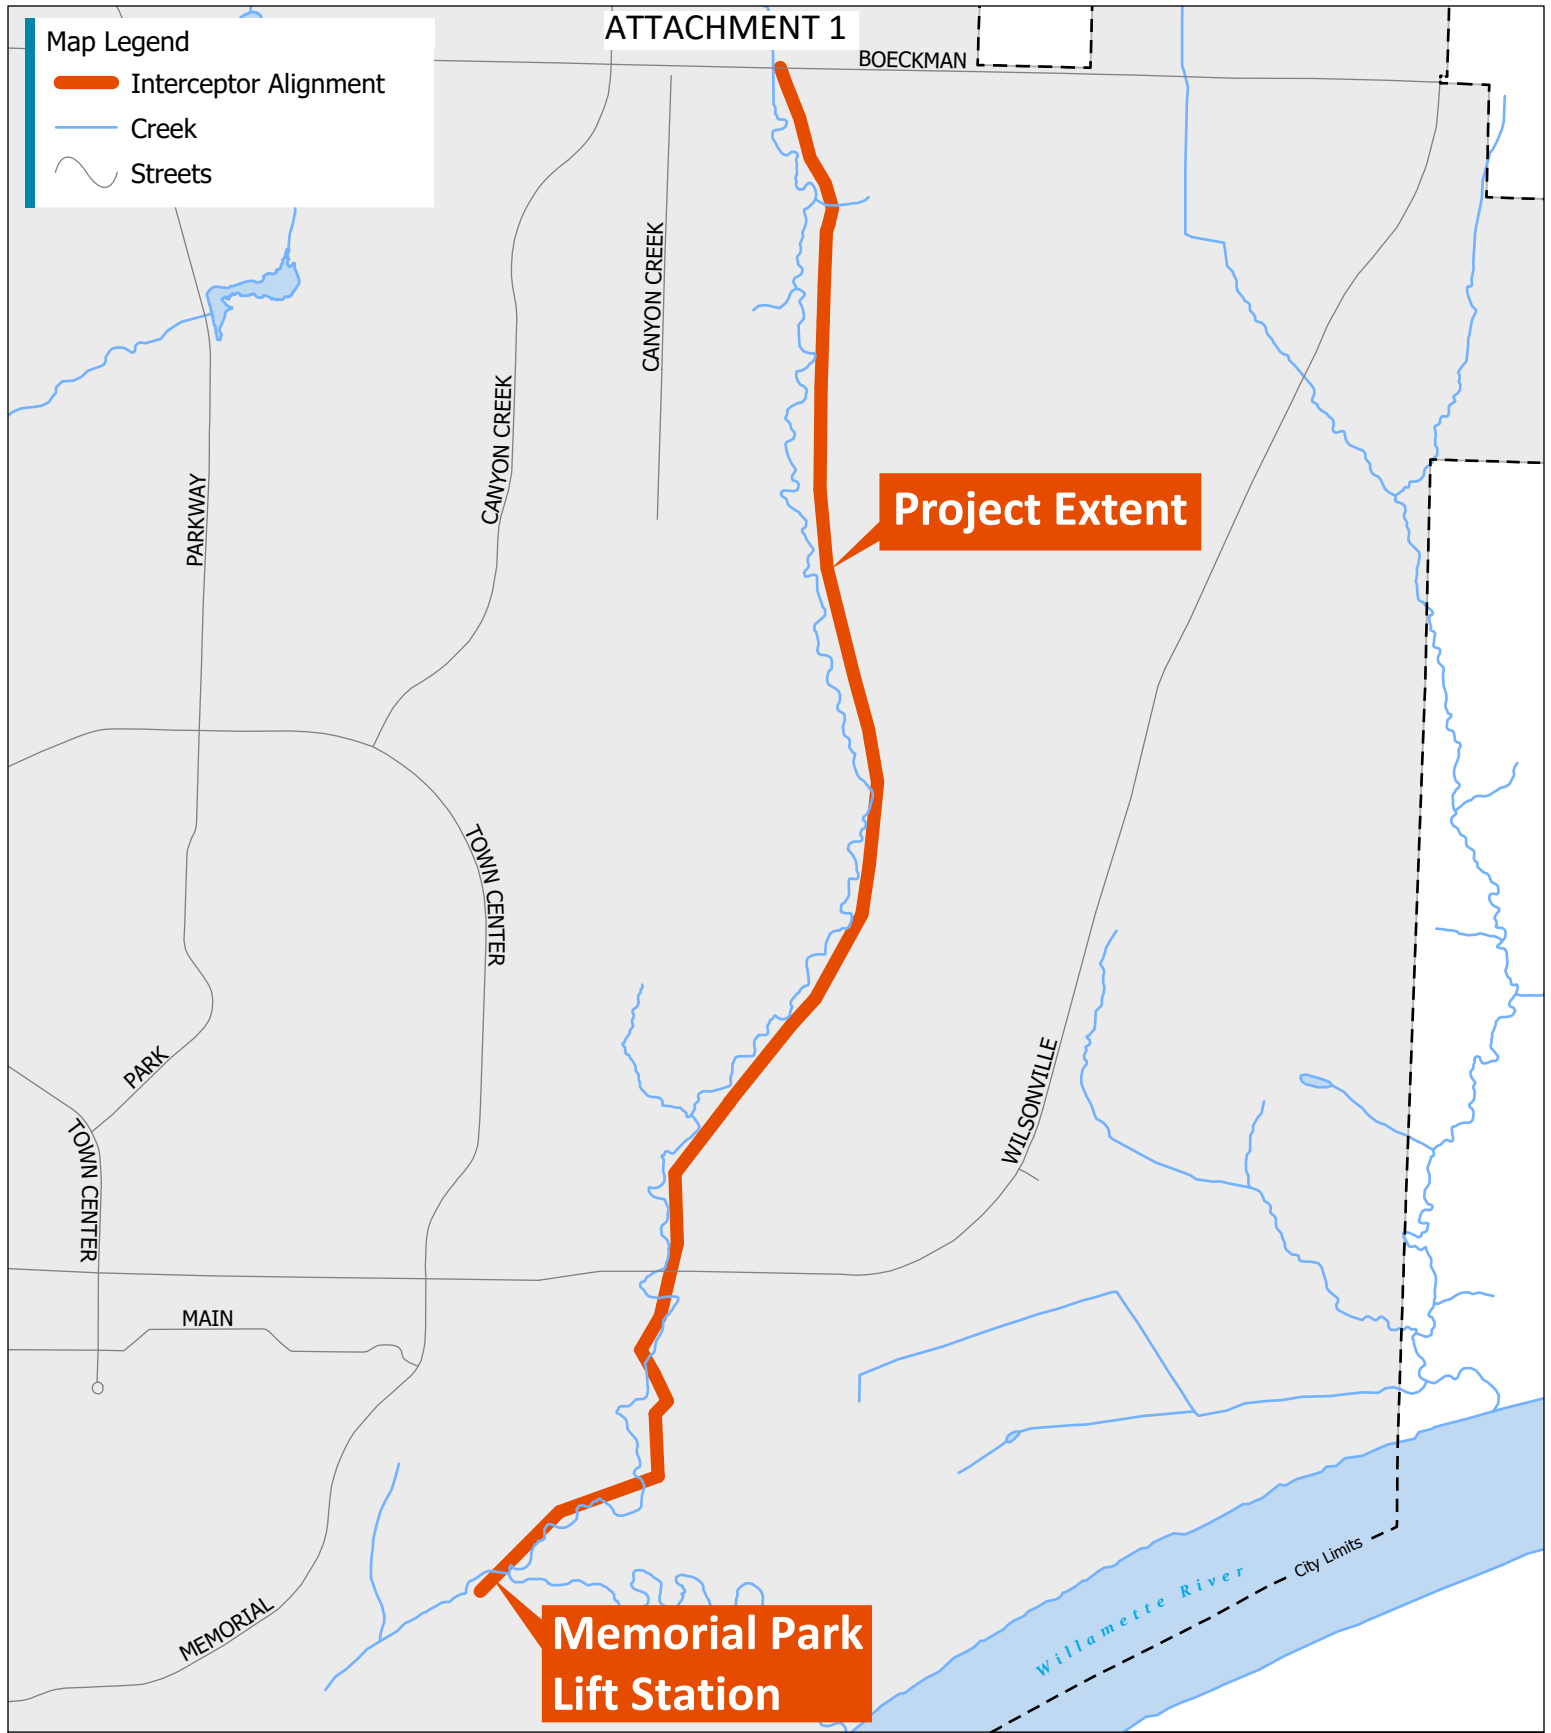 ATTACHMENT 1
Map Legend
Interceptor Alignment
Creek
Streets
BOECKMAN
CANYON CREEK
CANYON CREEK
PARKWAY
Project Extent
TOWN CENTER
PARK
WILSONVILLE
TOWN CENTER
MAIN
City Limits
Willamette River
MEMORIAL
Memorial Park
Lift Station